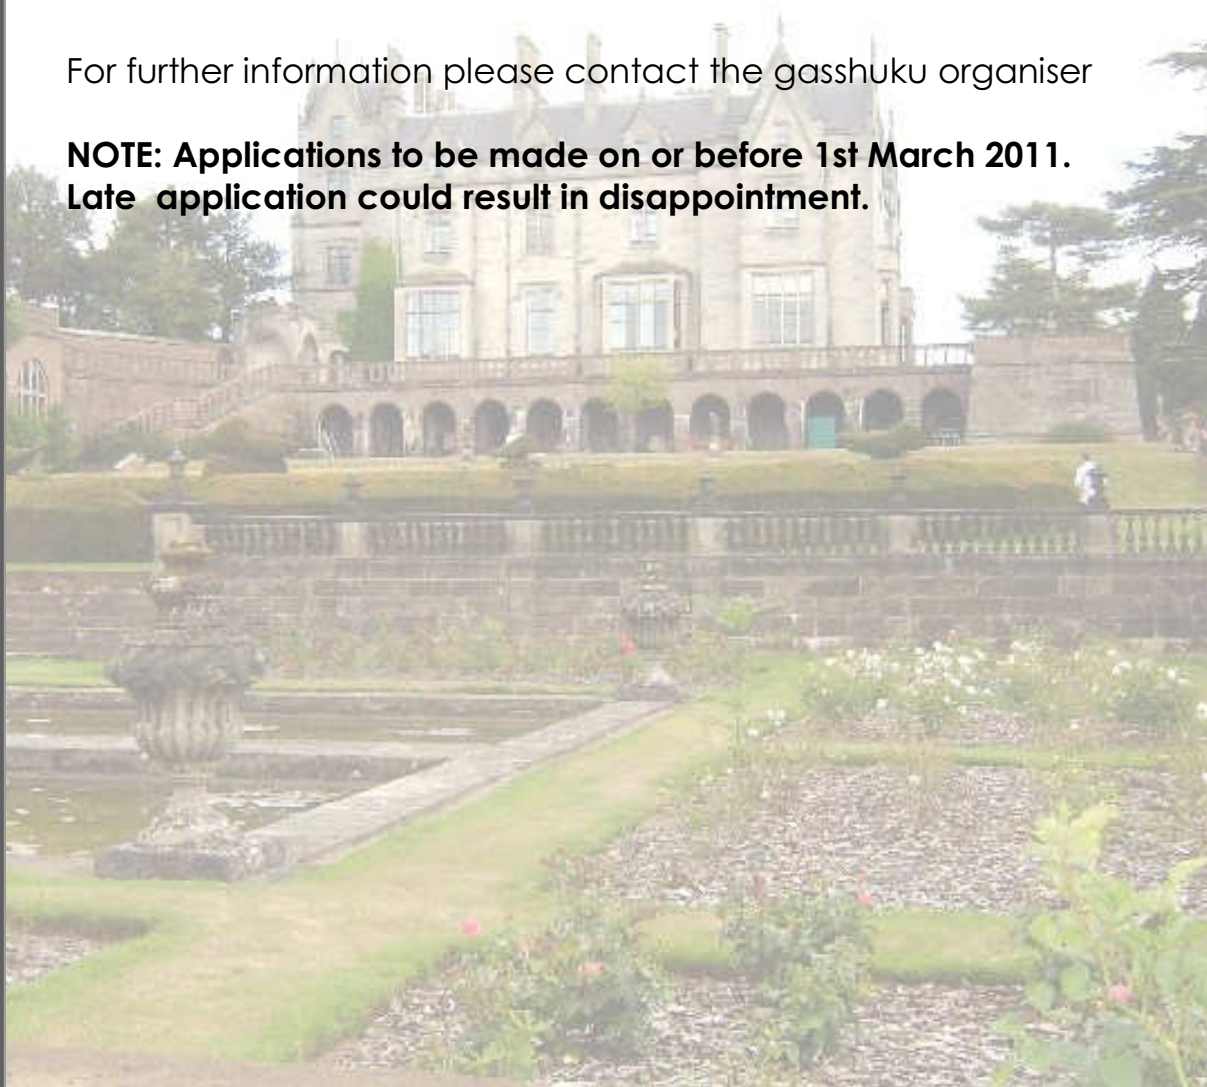 For further information please contact the gasshuku organiser
NOTE: Applications to be made on or before 1st March 2011.
Late  application could result in disappointment.